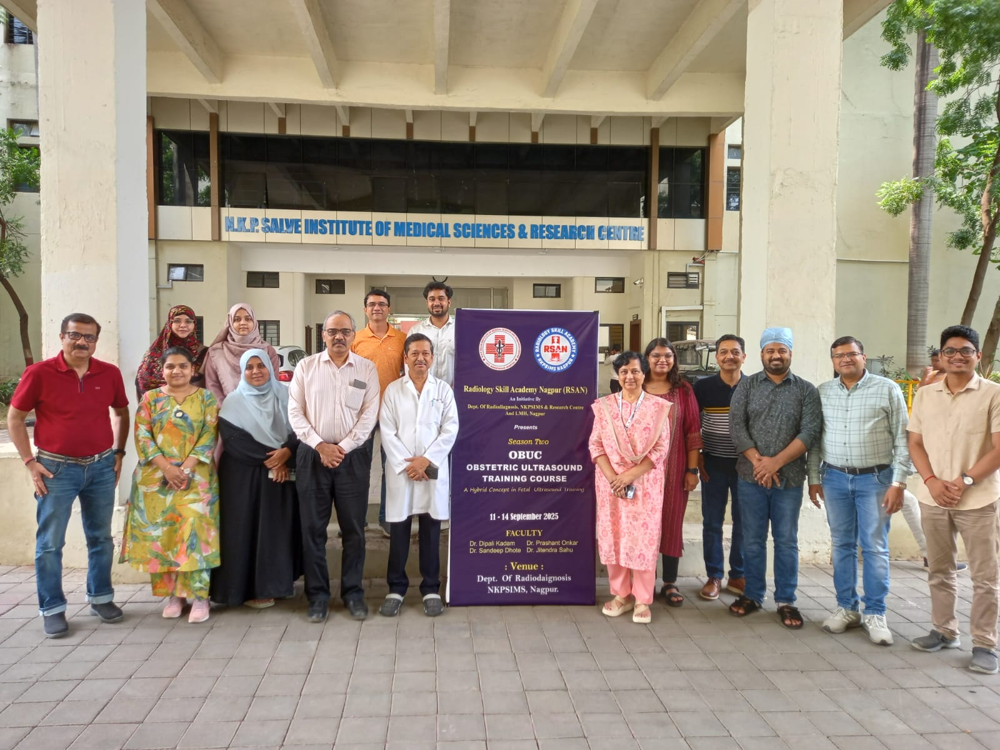 N.K.P. SALVE INSTITUTE OF MEDICAL SCIENCES & RESEARCH CENTRE
RADIOLOGY SKILL ACADEMY
RSAN
NKPSIMS NAGPUR
Radiology Skill Academy Nagpur (RSAN)
An Initiative By
Dept. Of Radiodiagnosis, NKPSIMS & Research Centre
And LMH, Nagpur
Presents
Season Two
OBUC
OBSTETRIC ULTRASOUND
TRAINING COURSE
A Hybrid Concept in Fetal Ultrasound Training
11 - 14 September 2025
FACULTY
Dr. Dipali Kadam Dr. Prashant Onkar
Dr. Sandeep Dhote Dr. Jitendra Sahu
: Venue :
Dept. Of Radiodaignosis
NKPSIMS, Nagpur.